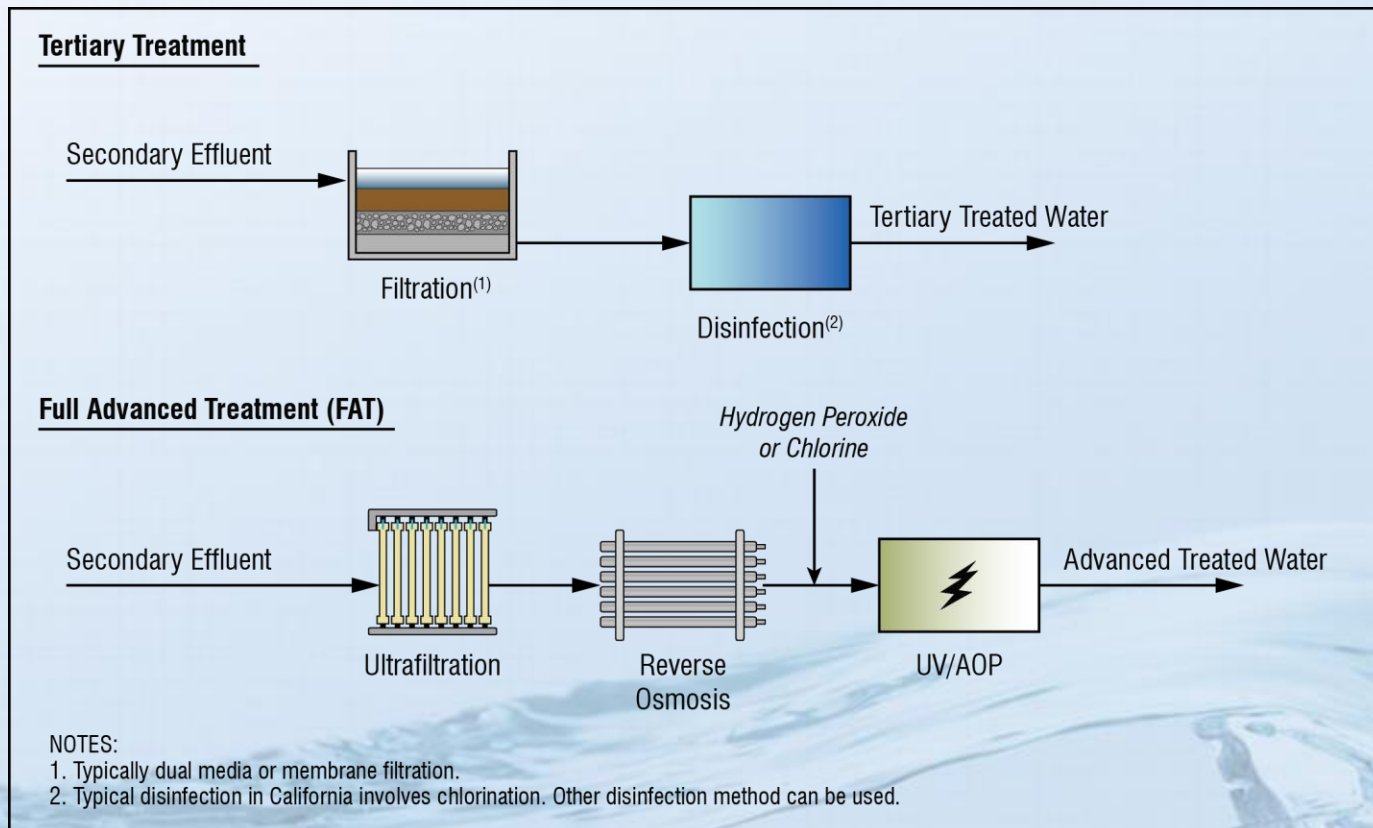 Tertiary Treatment
Secondary Effluent
Filtration(1)
Disinfection(2)
Tertiary Treated Water
Full Advanced Treatment (FAT)
Hydrogen Peroxide
or Chlorine
Secondary Effluent
Ultrafiltration
Reverse
Osmosis
UV/AOP
Advanced Treated Water
NOTES:
1. Typically dual media or membrane filtration.
2. Typical disinfection in California involves chlorination. Other disinfection method can be used.